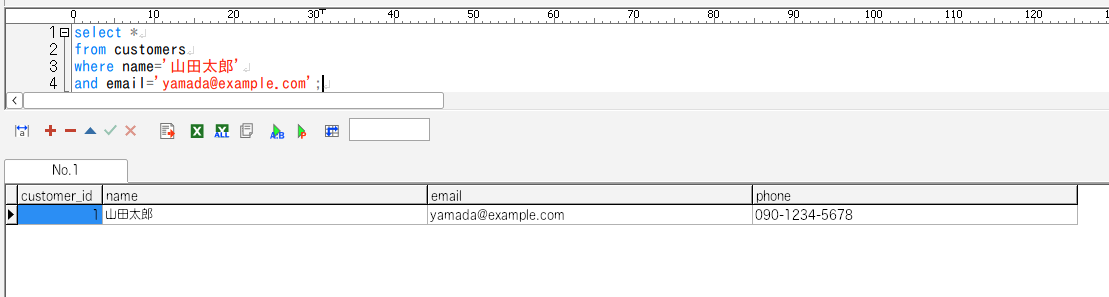 0 10 20 30 40 50 60 70 80 90 100 110 120
1 select *
2 from customers
3 where name='山田太郎'
4 and email='yamada@example.com';
a ALL A:B P
No.1
customer_id name email phone
1 山田太郎 yamada@example.com 090-1234-5678